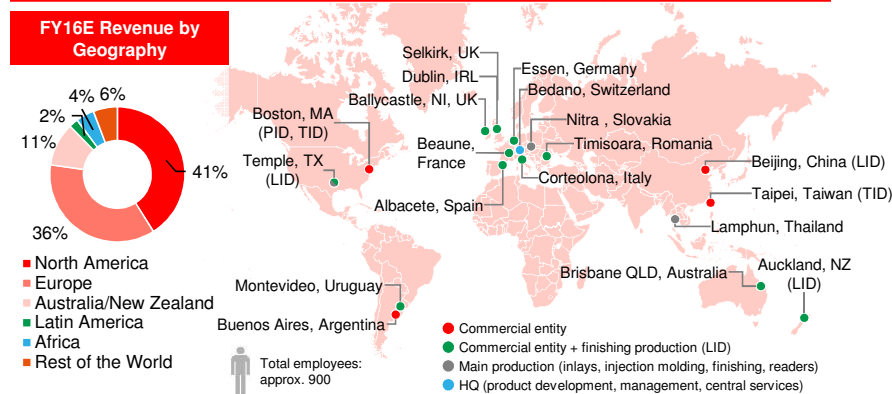 FY16E Revenue by
Geography
4%
6%
2%
11%
41%
36%
North America
Europe
Australia/New Zealand
Latin America
Africa
Rest of the World
Selkirk, UK
Dublin, IRL
Ballycastle, NI, UK
Essen, Germany
Bedano, Switzerland
Nitra , Slovakia
Timisoara, Romania
Boston, MA
(PID, TID)
Temple, TX
(LID)
Beaune,
France
Corteolona, Italy
Albacete, Spain
Beijing, China (LID)
Taipei, Taiwan (TID)
Lamphun, Thailand
Brisbane QLD, Australia
Auckland, NZ
(LID)
Montevideo, Uruguay
Buenos Aires, Argentina
Total employees:
approx. 900
Commercial entity
Commercial entity + finishing production (LID)
Main production (inlays, injection molding, finishing, readers)
HQ (product development, management, central services)